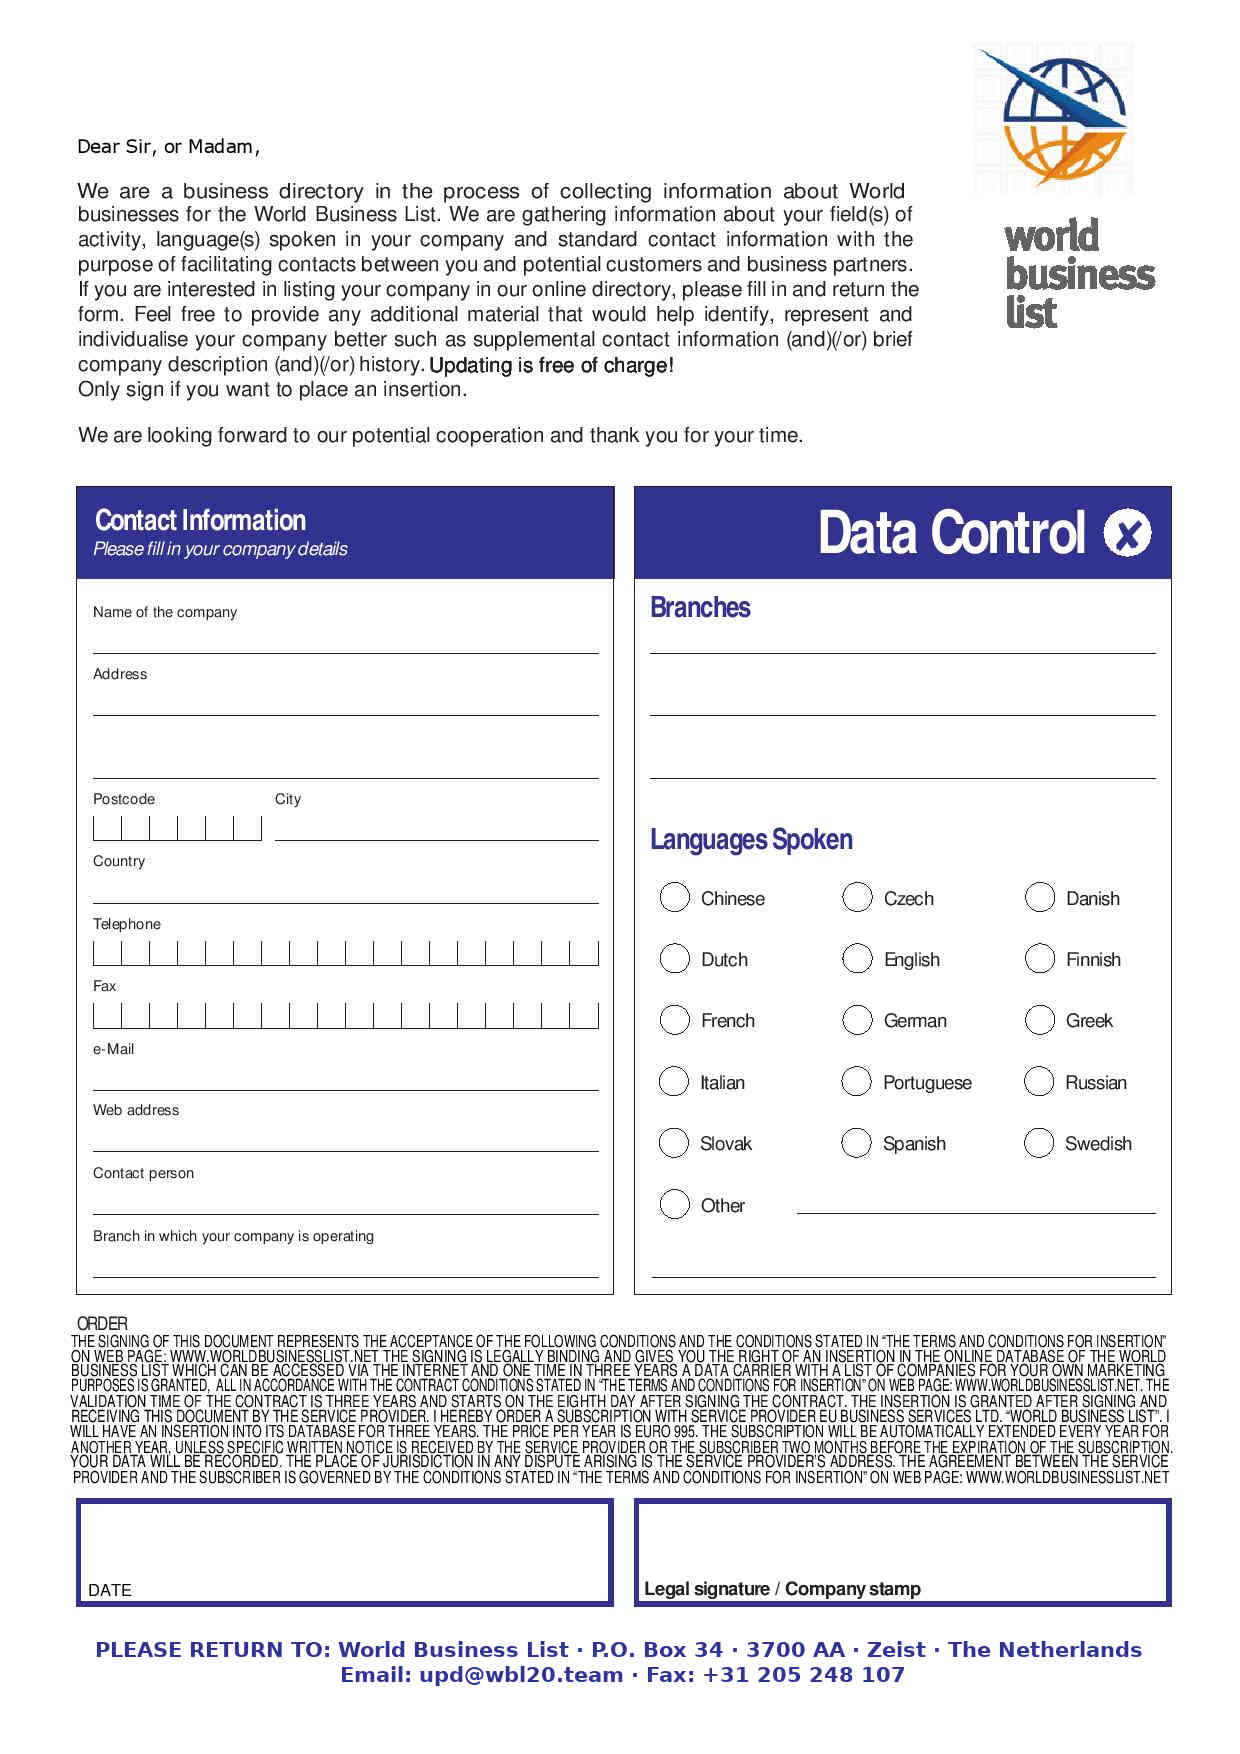 Dear Sir, or Madam,
We are a business directory in the process of collecting information about World
businesses for the World Business List. We are gathering information about your field(s) of
activity, language(s) spoken in your company and standard contact information with the
purpose of facilitating contacts between you and potential customers and business partners.
If you are interested in listing your company in our online directory, please fill in and return the
form. Feel free to provide any additional material that would help identify, represent and
individualise your company better such as supplemental contact information (and)(/or) brief
company description (and)(/or) history. Updating is free of charge!
Only sign if you want to place an insertion.
We are looking forward to our potential cooperation and thank you for your time.
world
business
list
Contact Information
Please fill in your company details
Name of the company
Address
Postcode City
Country
Telephone
Fax
e-Mail
Web address
Contact person
Branch in which your company is operating
Data Control
Branches
Languages Spoken
Chinese Czech Danish
Dutch English Finnish
French German Greek
Italian Portuguese Russian
Slovak Spanish Swedish
Other
ORDER
THE SIGNING OF THIS DOCUMENT REPRESENTS THE ACCEPTANCE OF THE FOLLOWING CONDITIONS AND THE CONDITIONS STATED IN “THE TERMS AND CONDITIONS FOR INSERTION”
ON WEB PAGE: WWW.WORLDBUSINESSLIST.NET THE SIGNING IS LEGALLY BINDING AND GIVES YOU THE RIGHT OF AN INSERTION IN THE ONLINE DATABASE OF THE WORLD
BUSINESS LIST WHICH CAN BE ACCESSED VIA THE INTERNET AND ONE TIME IN THREE YEARS A DATA CARRIER WITH A LIST OF COMPANIES FOR YOUR OWN MARKETING
PURPOSES IS GRANTED, ALL IN ACCORDANCE WITH THE CONTRACT CONDITIONS STATED IN “THE TERMS AND CONDITIONS FOR INSERTION” ON WEB PAGE: WWW.WORLDBUSINESSLIST.NET. THE
VALIDATION TIME OF THE CONTRACT IS THREE YEARS AND STARTS ON THE EIGHTH DAY AFTER SIGNING THE CONTRACT. THE INSERTION IS GRANTED AFTER SIGNING AND
RECEIVING THIS DOCUMENT BY THE SERVICE PROVIDER. I HEREBY ORDER A SUBSCRIPTION WITH SERVICE PROVIDER EU BUSINESS SERVICES LTD. “WORLD BUSINESS LIST”. I
WILL HAVE AN INSERTION INTO ITS DATABASE FOR THREE YEARS. THE PRICE PER YEAR IS EURO 995. THE SUBSCRIPTION WILL BE AUTOMATICALLY EXTENDED EVERY YEAR FOR
ANOTHER YEAR, UNLESS SPECIFIC WRITTEN NOTICE IS RECEIVED BY THE SERVICE PROVIDER OR THE SUBSCRIBER TWO MONTHS BEFORE THE EXPIRATION OF THE SUBSCRIPTION.
YOUR DATA WILL BE RECORDED. THE PLACE OF JURISDICTION IN ANY DISPUTE ARISING IS THE SERVICE PROVIDER'S ADDRESS. THE AGREEMENT BETWEEN THE SERVICE
PROVIDER AND THE SUBSCRIBER IS GOVERNED BY THE CONDITIONS STATED IN “THE TERMS AND CONDITIONS FOR INSERTION” ON WEB PAGE: WWW.WORLDBUSINESSLIST.NET
DATE
Legal signature / Company stamp
PLEASE RETURN TO: World Business List · P.O. Box 34 · 3700 AA · Zeist · The Netherlands
Email: upd@wbl20.team · Fax: +31 205 248 107